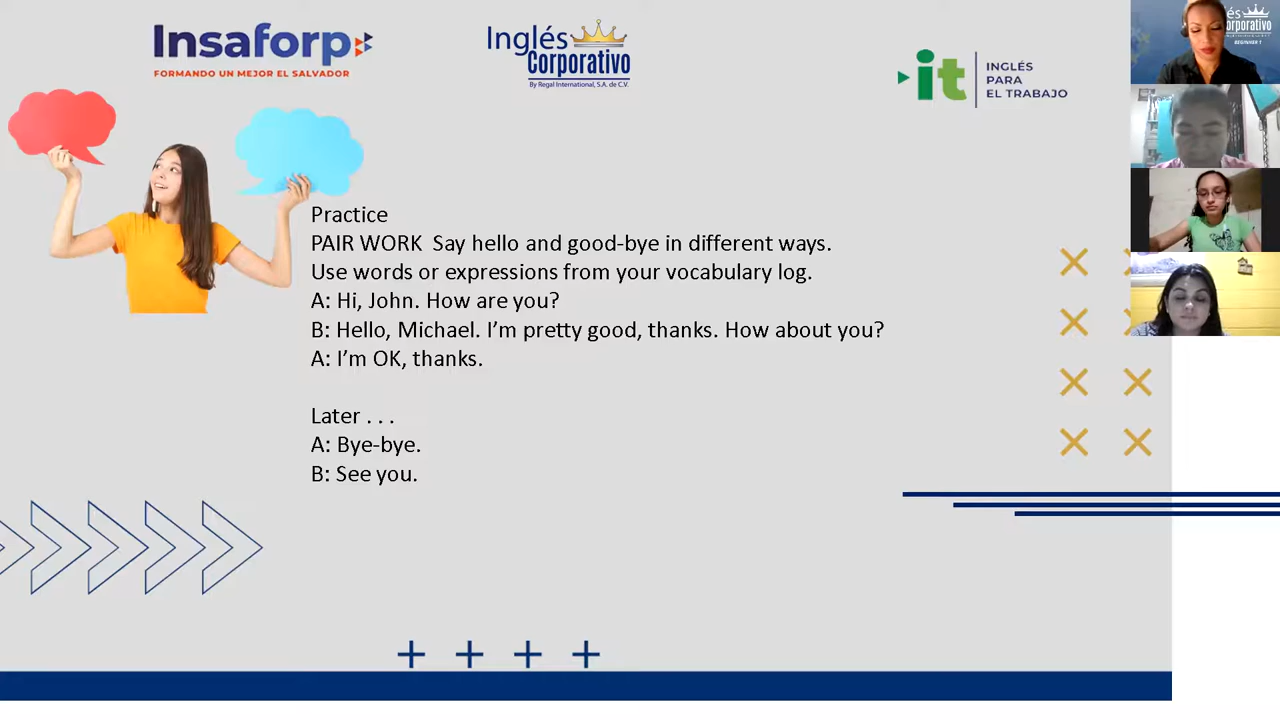 Insaforp
FORMANDO UN MEJOR EL SALVADOR
Inglés
Corporativo
By Regal International, S.A. de C.V.
it
INGLÉS
PARA
EL TRABAJO
Practice
PAIR WORK Say hello and good-bye in different ways.
Use words or expressions from your vocabulary log.
A: Hi, John. How are you?
B: Hello, Michael. I’m pretty good, thanks. How about you?
A: I’m OK, thanks.
Later . . .
A: Bye-bye.
B: See you.
BEGINNER 1